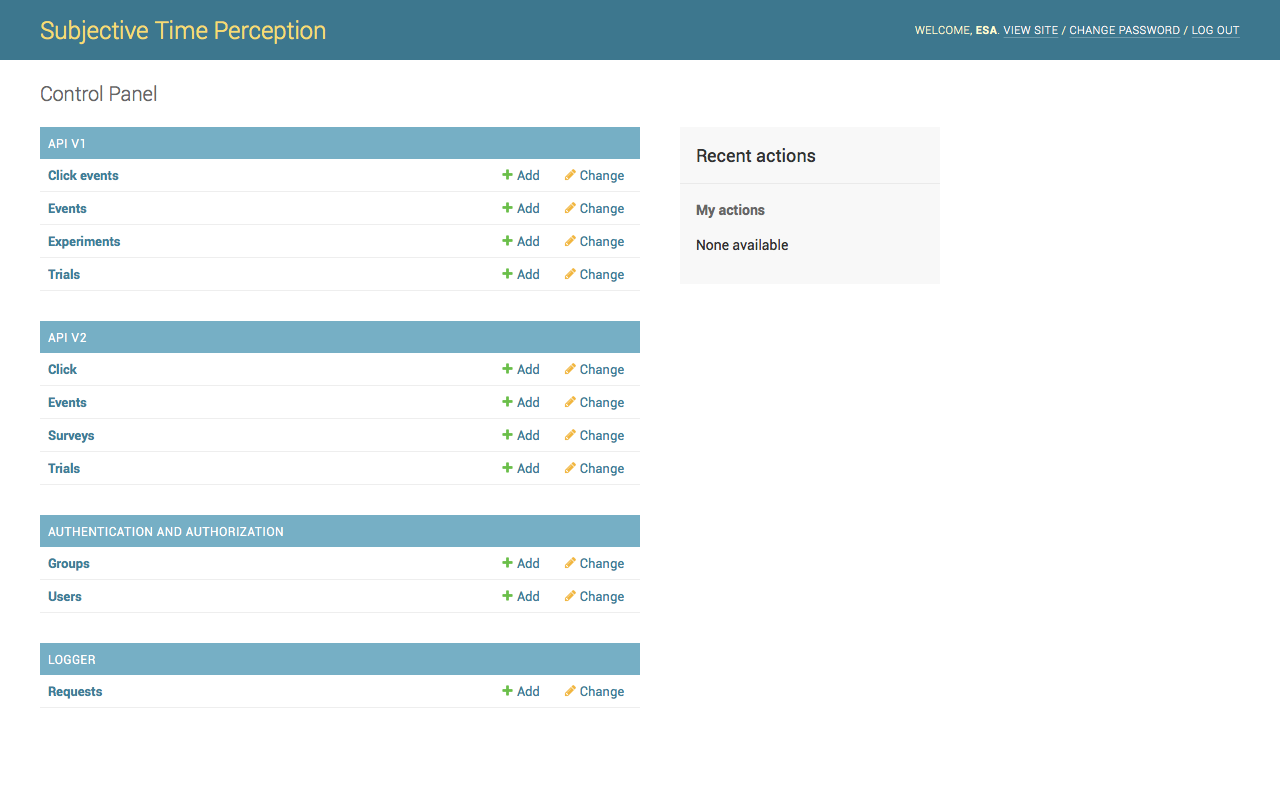 Subjective Time Perception
WELCOME, ESA. VIEW SITE / CHANGE PASSWORD / LOG OUT
Control Panel
API V1
Click events Add Change
Events Add Change
Experiments Add Change
Trials Add Change
API V2
Click Add Change
Events Add Change
Surveys Add Change
Trials Add Change
AUTHENTICATION AND AUTHORIZATION
Groups Add Change
Users Add Change
LOGGER
Requests Add Change
Recent actions
My actions
None available